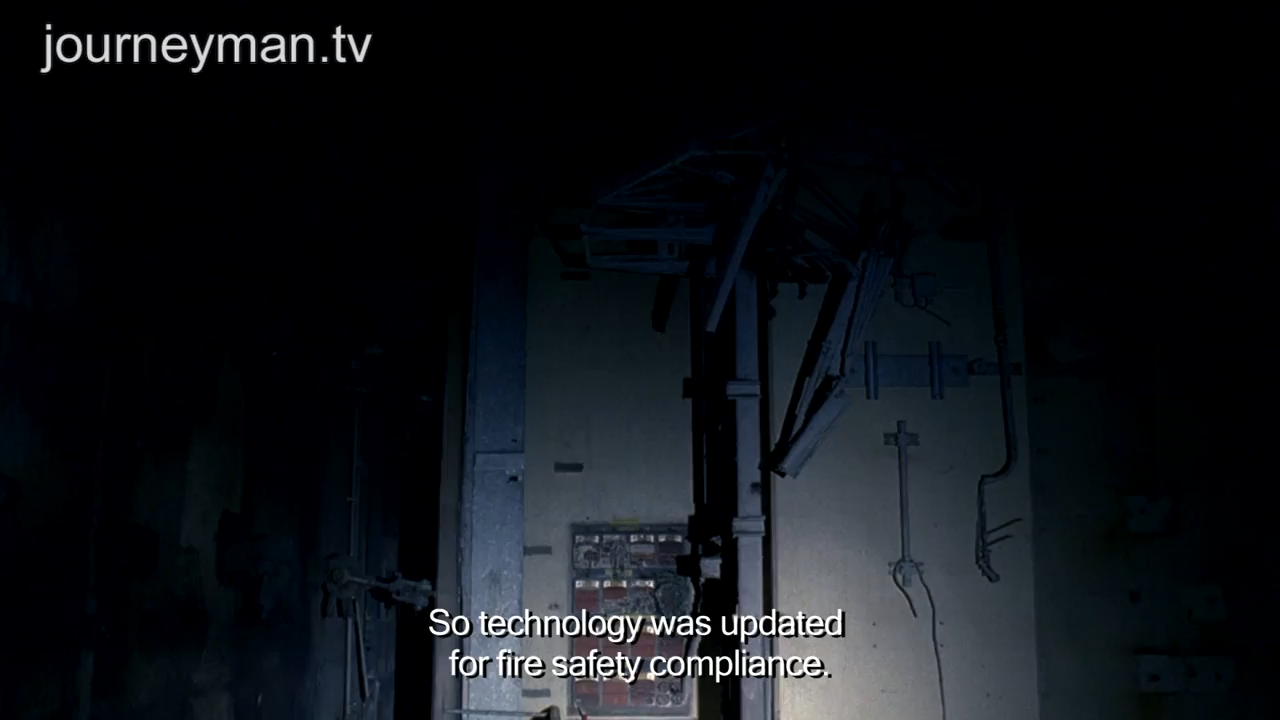 journeyman.tv
So technology was updated
for fire safety compliance.